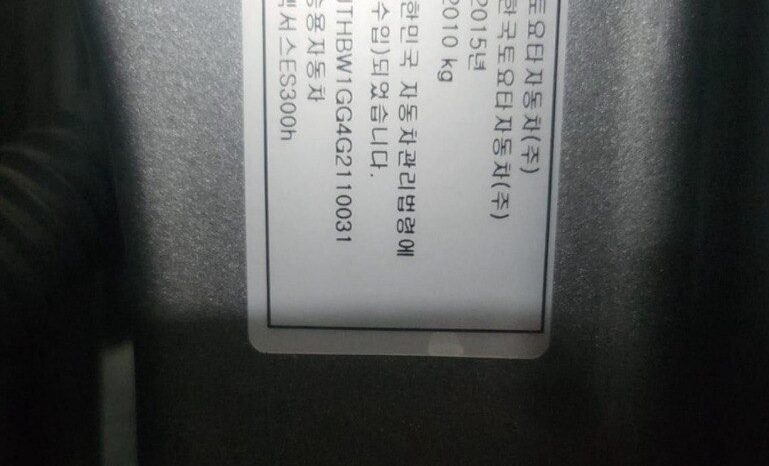 토요타자동차(주)
한국토요타자동차(주)
2015년
2010 kg
대한민국 자동차관리법령에
(수입)되었습니다.
JTHBW1GG4G2110031
승용자동차
렉서스ES300h